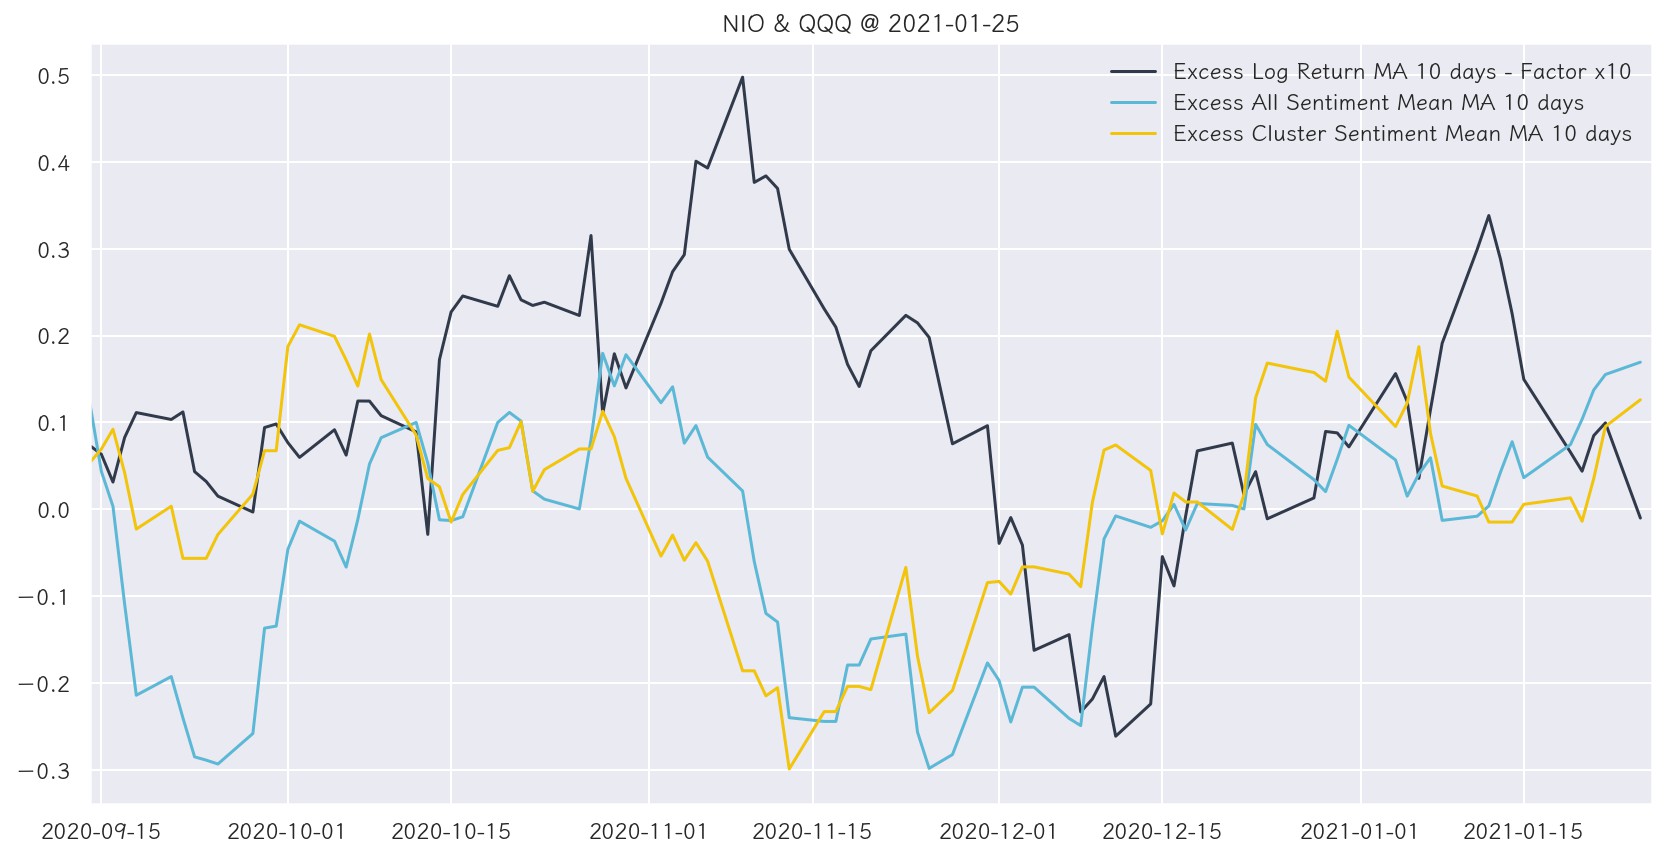 NIO & QQQ @ 2021-01-25
Excess Log Return MA 10 days - Factor x10
Excess All Sentiment Mean MA 10 days
Excess Cluster Sentiment Mean MA 10 days
0.5
0.4
0.3
0.2
0.1
0.0
−0.1
−0.2
−0.3
2020-09-15 2020-10-01 2020-10-15 2020-11-01 2020-11-15 2020-12-01 2020-12-15 2021-01-01 2021-01-15